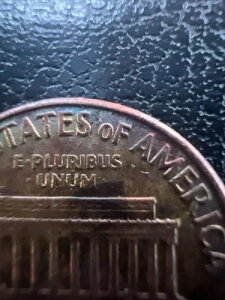 STATES OF AMERICA
E·PLURIBUS
·UNUM·